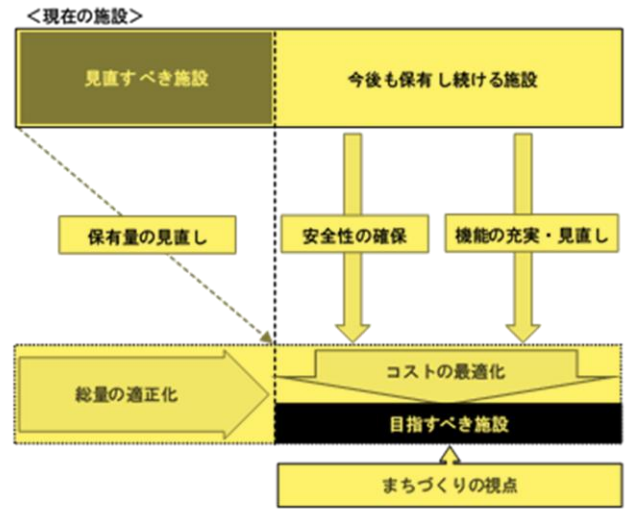 ＜現在の施設＞
見直すべき施設
今後も保有し続ける施設
保有量の見直し
安全性の確保
機能の充実・見直し
総量の適正化
コストの最適化
目指すべき施設
まちづくりの視点